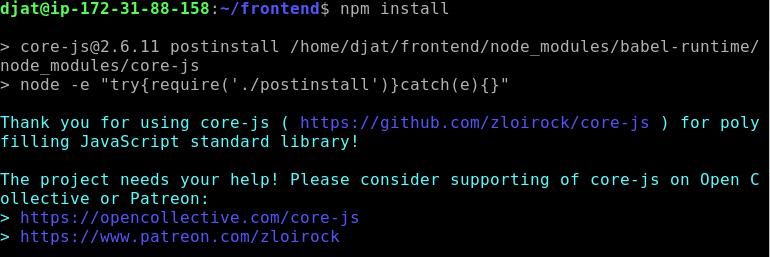 djat@ip-172-31-88-158:~/frontend$ npm install
> core-js@2.6.11 postinstall /home/djat/frontend/node_modules/babel-runtime/
node_modules/core-js
> node -e "try{require('./postinstall')}catch(e){}"
Thank you for using core-js ( https://github.com/zloirock/core-js ) for poly
filling JavaScript standard library!
The project needs your help! Please consider supporting of core-js on Open C
ollective or Patreon:
> https://opencollective.com/core-js
> https://www.patreon.com/zloirock